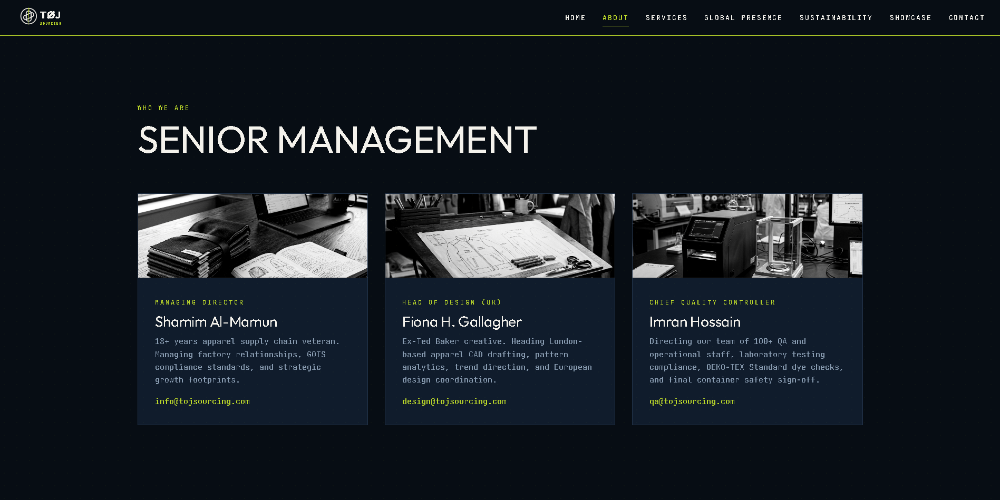 TØJ
SOURCING
HOME
ABOUT
SERVICES
GLOBAL PRESENCE
SUSTAINABILITY
SHOWCASE
CONTACT
WHO WE ARE
SENIOR MANAGEMENT
MANAGING DIRECTOR
Shamim Al-Mamun
18+ years apparel supply chain veteran.
Managing factory relationships, GOTS
compliance standards, and strategic
growth footprints.
info@tojsourcing.com
HEAD OF DESIGN (UK)
Fiona H. Gallagher
Ex-Ted Baker creative. Heading London-
based apparel CAD drafting, pattern
analytics, trend direction, and European
design coordination.
design@tojsourcing.com
CHIEF QUALITY CONTROLLER
Imran Hossain
Directing our team of 100+ QA and
operational staff, laboratory testing
compliance, OEKO-TEX Standard dye checks,
and final container safety sign-off.
qa@tojsourcing.com